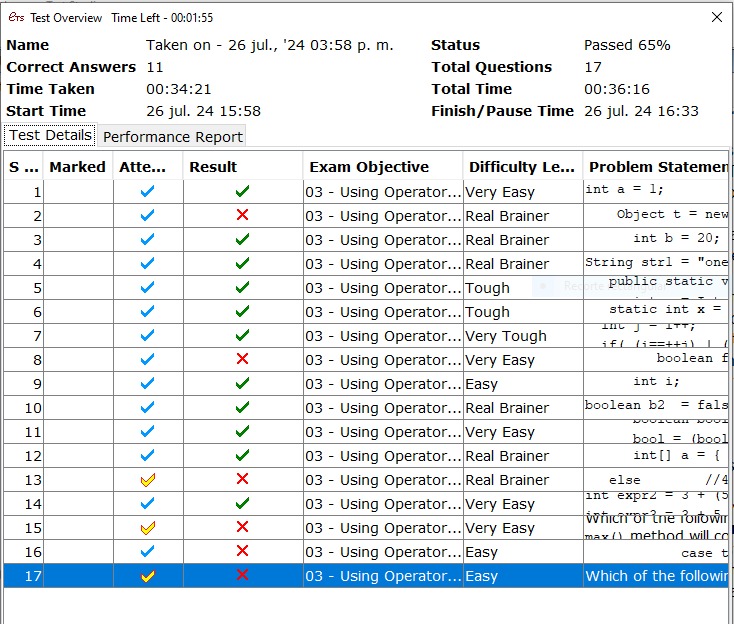 ETS Test Overview Time Left - 00:01:55
Name Taken on - 26 jul., '24 03:58 p. m. Status Passed 65%
Correct Answers 11 Total Questions 17
Time Taken 00:34:21 Total Time 00:36:16
Start Time 26 jul. 24 15:58 Finish/Pause Time 26 jul. 24 16:33
Test Details Performance Report
S ... Marked Atte... Result Exam Objective Difficulty Le... Problem Statemen
1 03 - Using Operator... Very Easy int a = 1;
2 03 - Using Operator... Real Brainer Object t = new
3 03 - Using Operator... Real Brainer int b = 20;
4 03 - Using Operator... Real Brainer String str1 = "one
5 03 - Using Operator... Tough public static v
6 03 - Using Operator... Tough static int x =
7 03 - Using Operator... Very Tough int j = i++;
if( (i==++j) | (
8 03 - Using Operator... Very Easy boolean f
9 03 - Using Operator... Easy int i;
10 03 - Using Operator... Real Brainer boolean b2 = fals
11 03 - Using Operator... Very Easy boolean bool
bool = (bool
12 03 - Using Operator... Real Brainer int[] a = {
13 03 - Using Operator... Real Brainer else //4
14 03 - Using Operator... Very Easy int expr2 = 3 + (5
15 03 - Using Operator... Very Easy Which of the followin
max() method will co
16 03 - Using Operator... Easy case t
17 03 - Using Operator... Easy Which of the followin